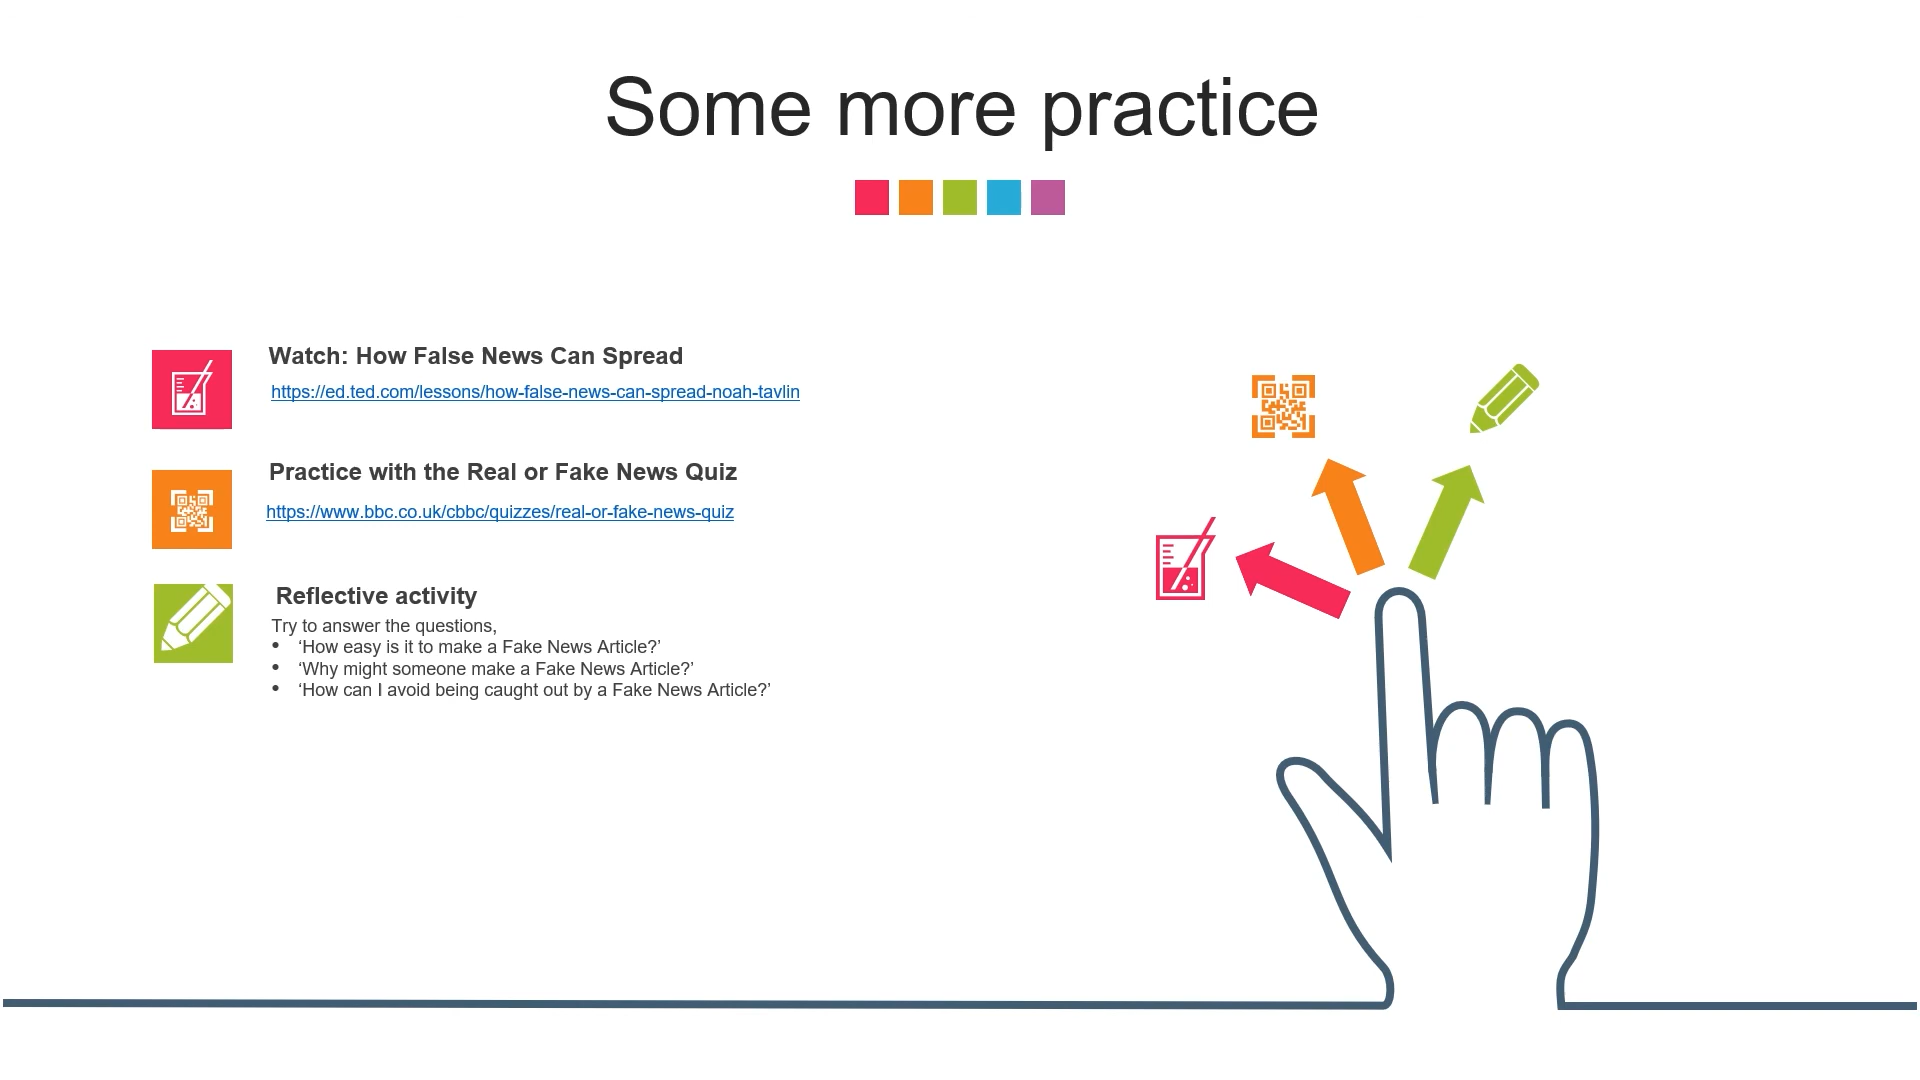 Some more practice
Watch: How False News Can Spread
https://ed.ted.com/lessons/how-false-news-can-spread-noah-tavlin
Practice with the Real or Fake News Quiz
https://www.bbc.co.uk/cbbc/quizzes/real-or-fake-news-quiz
Reflective activity
Try to answer the questions,
• ‘How easy is it to make a Fake News Article?’
• ‘Why might someone make a Fake News Article?’
• ‘How can I avoid being caught out by a Fake News Article?’